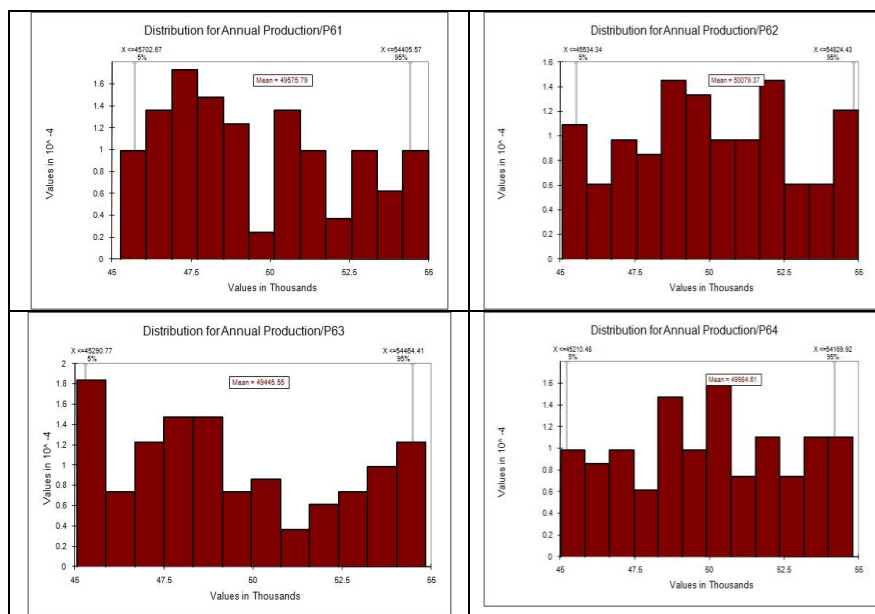 Distribution for Annual Production/P61
X <=45702.67
5%
X <=54405.57
95%
Mean = 49575.79
1.6
1.4
1.2
1
0.8
0.6
0.4
0.2
0
Values in 10^ -4
45
47.5
50
52.5
55
Values in Thousands
Distribution for Annual Production/P62
X <=45534.34
5%
X <=54824.43
95%
Mean = 50079.37
1.6
1.4
1.2
1
0.8
0.6
0.4
0.2
0
Values in 10^ -4
45
47.5
50
52.5
55
Values in Thousands
Distribution for Annual Production/P63
X <=45290.77
5%
X <=54464.41
95%
Mean = 49445.55
2
1.8
1.6
1.4
1.2
1
0.8
0.6
0.4
0.2
0
Values in 10^ -4
45
47.5
50
52.5
55
Values in Thousands
Distribution for Annual Production/P64
X <=45210.48
5%
X <=54169.92
95%
Mean = 49984.61
1.6
1.4
1.2
1
0.8
0.6
0.4
0.2
0
Values in 10^ -4
45
47.5
50
52.5
55
Values in Thousands